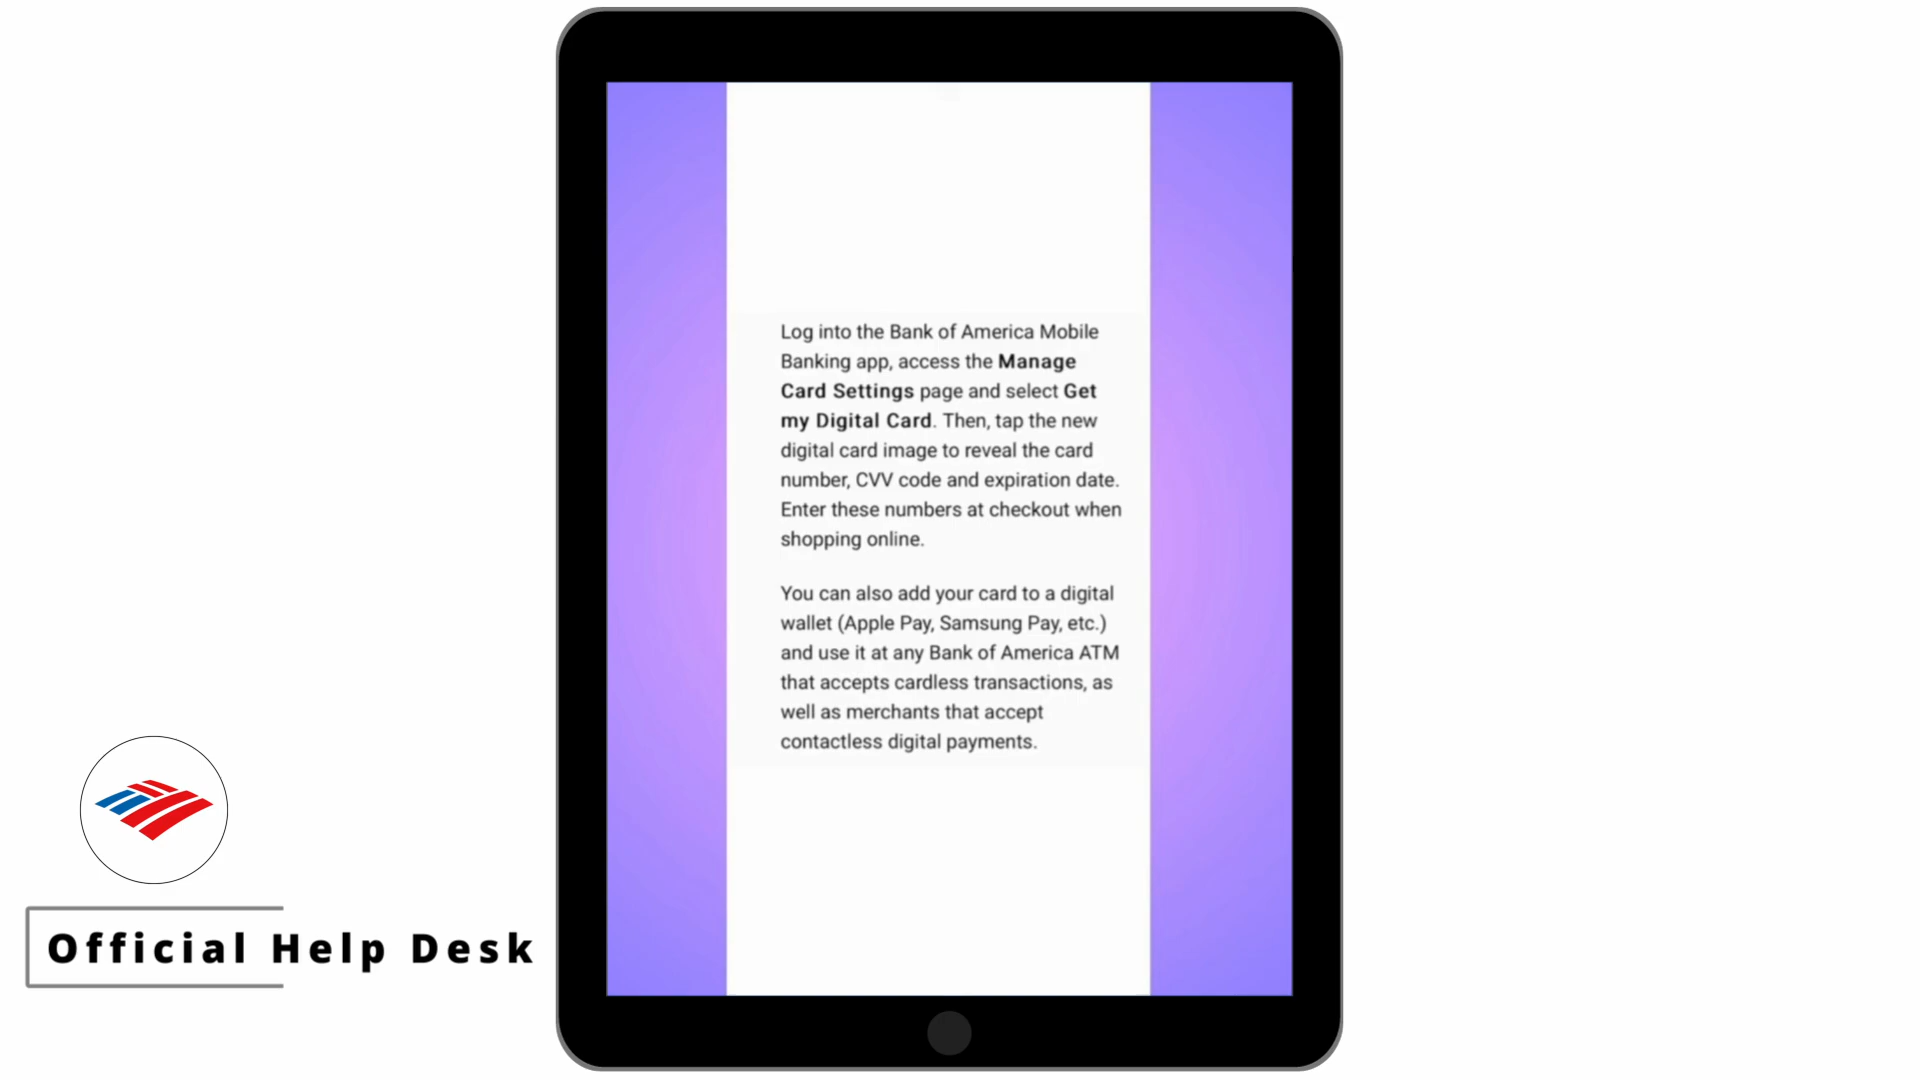 Log into the Bank of America Mobile
Banking app, access the Manage
Card Settings page and select Get
my Digital Card. Then, tap the new
digital card image to reveal the card
number, CVV code and expiration date.
Enter these numbers at checkout when
shopping online.
You can also add your card to a digital
wallet (Apple Pay, Samsung Pay, etc.)
and use it at any Bank of America ATM
that accepts cardless transactions, as
well as merchants that accept
contactless digital payments.
Official Help Desk